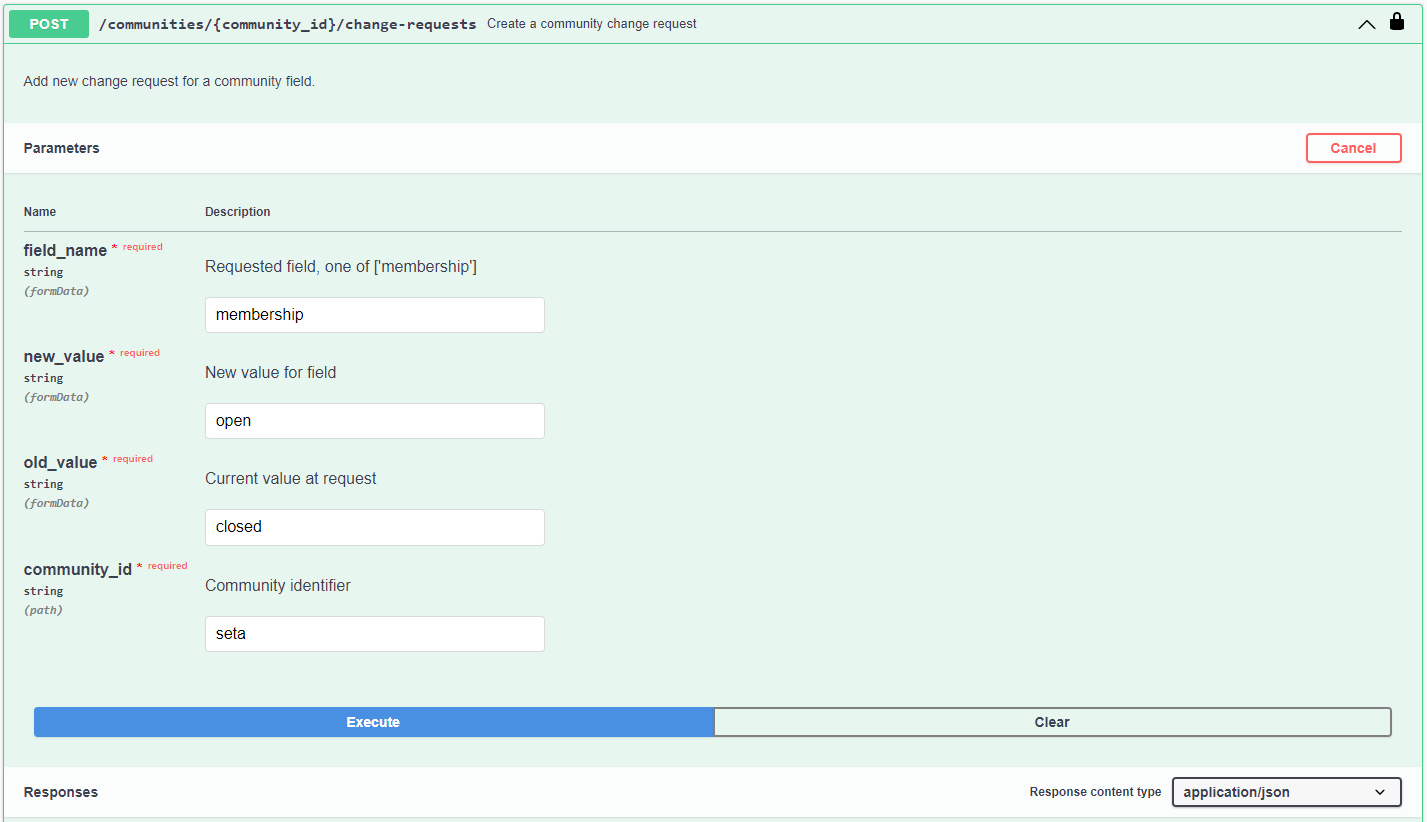 POST /communities/{community_id}/change-requests Create a community change request
Add new change request for a community field.
Parameters Cancel
Name Description
field_name * required
string
(formData)
Requested field, one of ['membership']
membership
new_value * required
string
(formData)
New value for field
open
old_value * required
string
(formData)
Current value at request
closed
community_id * required
string
(path)
Community identifier
seta
Execute Clear
Responses Response content type application/json